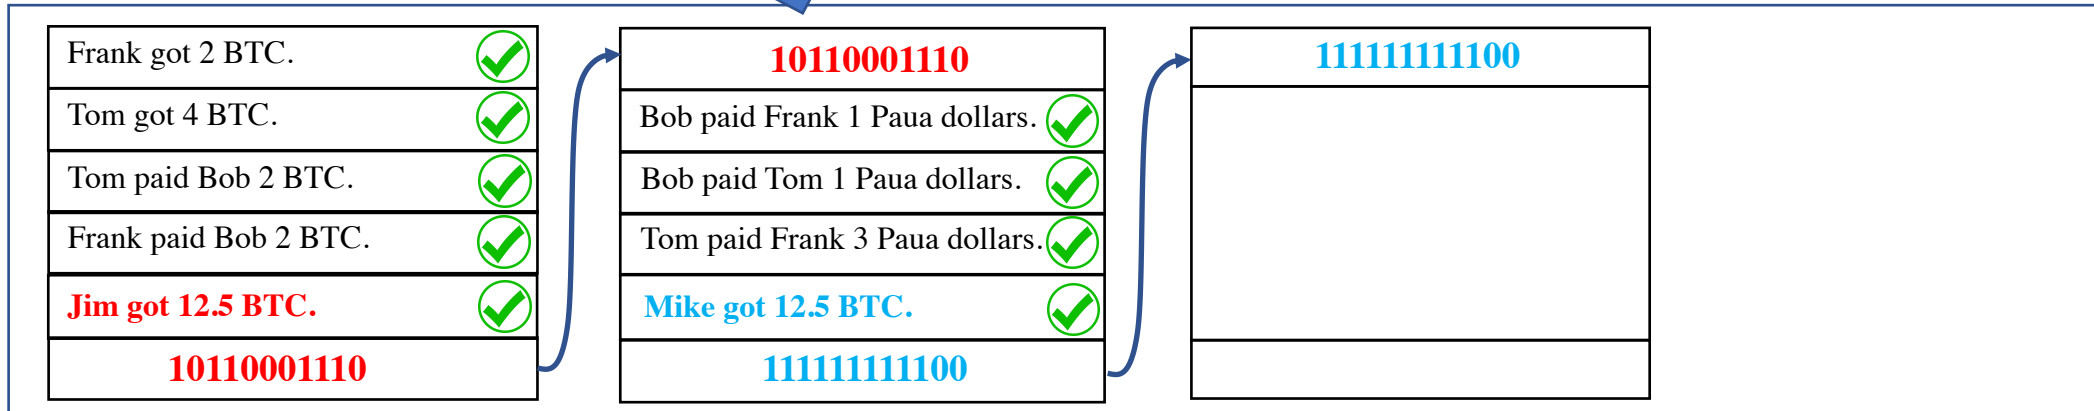 Frank got 2 BTC.
Tom got 4 BTC.
Tom paid Bob 2 BTC.
Frank paid Bob 2 BTC.
Jim got 12.5 BTC.
10110001110
10110001110
Bob paid Frank 1 Paua dollars.
Bob paid Tom 1 Paua dollars.
Tom paid Frank 3 Paua dollars.
Mike got 12.5 BTC.
111111111100
111111111100